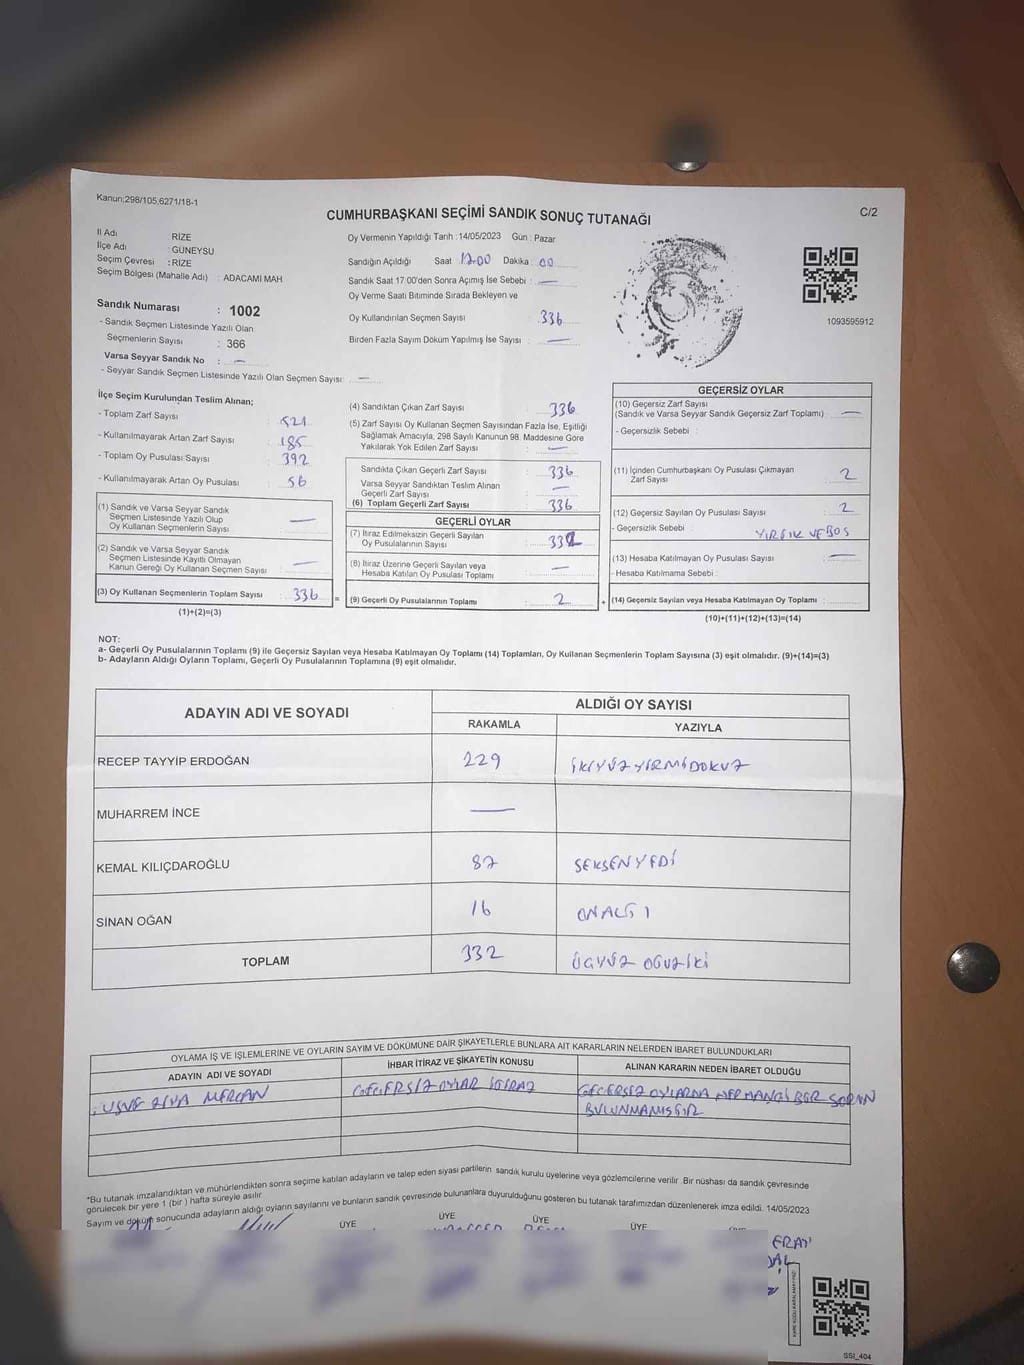 Kanun;298/105,6271/18-1
CUMHURBAŞKANI SEÇİMİ SANDIK SONUÇ TUTANAĞI
C/2
İl Adı : RİZE
İlçe Adı : GÜNEYSU
Seçim Çevresi : RİZE
Seçim Bölgesi (Mahalle Adı) : ADACAMI MAH
Sandık Numarası : 1002
- Sandık Seçmen Listesinde Yazılı Olan
Seçmenlerin Sayısı : 366
Varsa Seyyar Sandık No : —
- Seyyar Sandık Seçmen Listesinde Yazılı Olan Seçmen Sayısı: —
Oy Vermenin Yapıldığı Tarih :14/05/2023 Gün : Pazar
Sandığın Açıldığı Saat 17.00 Dakika : 00
Sandık Saat 17:00'den Sonra Açımış İse Sebebi : —
Oy Verme Saati Bitiminde Sırada Bekleyen ve
Oy Kullandırılan Seçmen Sayısı 336
Birden Fazla Sayım Döküm Yapılmış İse Sayısı —
1093595912
İlçe Seçim Kurulundan Teslim Alınan;
- Toplam Zarf Sayısı : 521
- Kullanılmayarak Artan Zarf Sayısı : 185
- Toplam Oy Pusulası Sayısı : 392
- Kullanılmayarak Artan Oy Pusulası : 56
(1) Sandık ve Varsa Seyyar Sandık
Seçmen Listesinde Yazılı Olup
Oy Kullanan Seçmenlerin Sayısı : —
(2) Sandık ve Varsa Seyyar Sandık
Seçmen Listesinde Kayıtlı Olmayan
Kanun Gereği Oy Kullanan Seçmen Sayısı : —
(3) Oy Kullanan Seçmenlerin Toplam Sayısı : 336
(1)+(2)=(3)
=
(4) Sandıktan Çıkan Zarf Sayısı 336
(5) Zarf Sayısı Oy Kullanan Seçmen Sayısından Fazla İse, Eşitliği
Sağlamak Amacıyla, 298 Sayılı Kanunun 98. Maddesine Göre
Yakılarak Yok Edilen Zarf Sayısı —
Sandıkta Çıkan Geçerli Zarf Sayısı 336
Varsa Seyyar Sandıktan Teslim Alınan
Geçerli Zarf Sayısı —
(6) Toplam Geçerli Zarf Sayısı 336
GEÇERLİ OYLAR
(7) İtiraz Edilmeksizin Geçerli Sayılan
Oy Pusulalarının Sayısı : 332
(8) İtiraz Üzerine Geçerli Sayılan veya
Hesaba Katılan Oy Pusulası Toplamı : —
(9) Geçerli Oy Pusulalarının Toplamı : 2
+
GEÇERSİZ OYLAR
(10) Geçersiz Zarf Sayısı
(Sandık ve Varsa Seyyar Sandık Geçersiz Zarf Toplamı) : —
- Geçersizlik Sebebi :
(11) İçinden Cumhurbaşkanı Oy Pusulası Çıkmayan
Zarf Sayısı : 2
(12) Geçersiz Sayılan Oy Pusulası Sayısı : 2
- Geçersizlik Sebebi : YIRTIK VE BOŞ
(13) Hesaba Katılmayan Oy Pusulası Sayısı : —
- Hesaba Katılmama Sebebi :
(14) Geçersiz Sayılan veya Hesaba Katılmayan Oy Toplamı :
(10)+(11)+(12)+(13)=(14)
NOT:
a- Geçerli Oy Pusulalarının Toplamı (9) ile Geçersiz Sayılan veya Hesaba Katılmayan Oy Toplamı (14) Toplamları, Oy Kullanan Seçmenlerin Toplam Sayısına (3) eşit olmalıdır. (9)+(14)=(3)
b- Adayların Aldığı Oyların Toplamı, Geçerli Oy Pusulalarının Toplamına (9) eşit olmalıdır.
ADAYIN ADI VE SOYADI
ALDIĞI OY SAYISI
RAKAMLA YAZIYLA
RECEP TAYYİP ERDOĞAN 229 İKİYÜZYİRMİDOKUZ
MUHARREM İNCE —
KEMAL KILIÇDAROĞLU 87 SEKSENYEDİ
SİNAN OĞAN 16 ONALTI
TOPLAM 332 ÜÇYÜZ OTUZİKİ
OYLAMA İŞ VE İŞLEMLERİNE VE OYLARIN SAYIM VE DÖKÜMÜNE DAİR ŞİKAYETLERLE BUNLARA AİT KARARLARIN NELERDEN İBARET BULUNDUKLARI
ADAYIN ADI VE SOYADI İHBAR İTİRAZ VE ŞİKAYETİN KONUSU ALINAN KARARIN NEDEN İBARET OLDUĞU
ZİYA MERCAN GEÇERSİZ OYLAR İTİRAZ GEÇERSİZ OYLARDA HERHANGİ BİR SORUN
BULUNMAMIŞTIR
*Bu tutanak imzalandıktan ve mühürlendikten sonra seçime katılan adayların ve talep eden siyasi partilerin sandık kurulu üyelerine veya gözlemcilerine verilir. Bir nüshası da sandık çevresinde
görülecek bir yere 1 (bir) hafta süreyle asılır.
Sayım ve döküm sonucunda adayların aldığı oyların sayılarını ve bunların sandık çevresinde bulunanlara duyurulduğunu gösteren bu tutanak tarafımızdan düzenlenerek imza edildi. 14/05/2023
ÜYE ÜYE ÜYE ÜYE
SSI_404